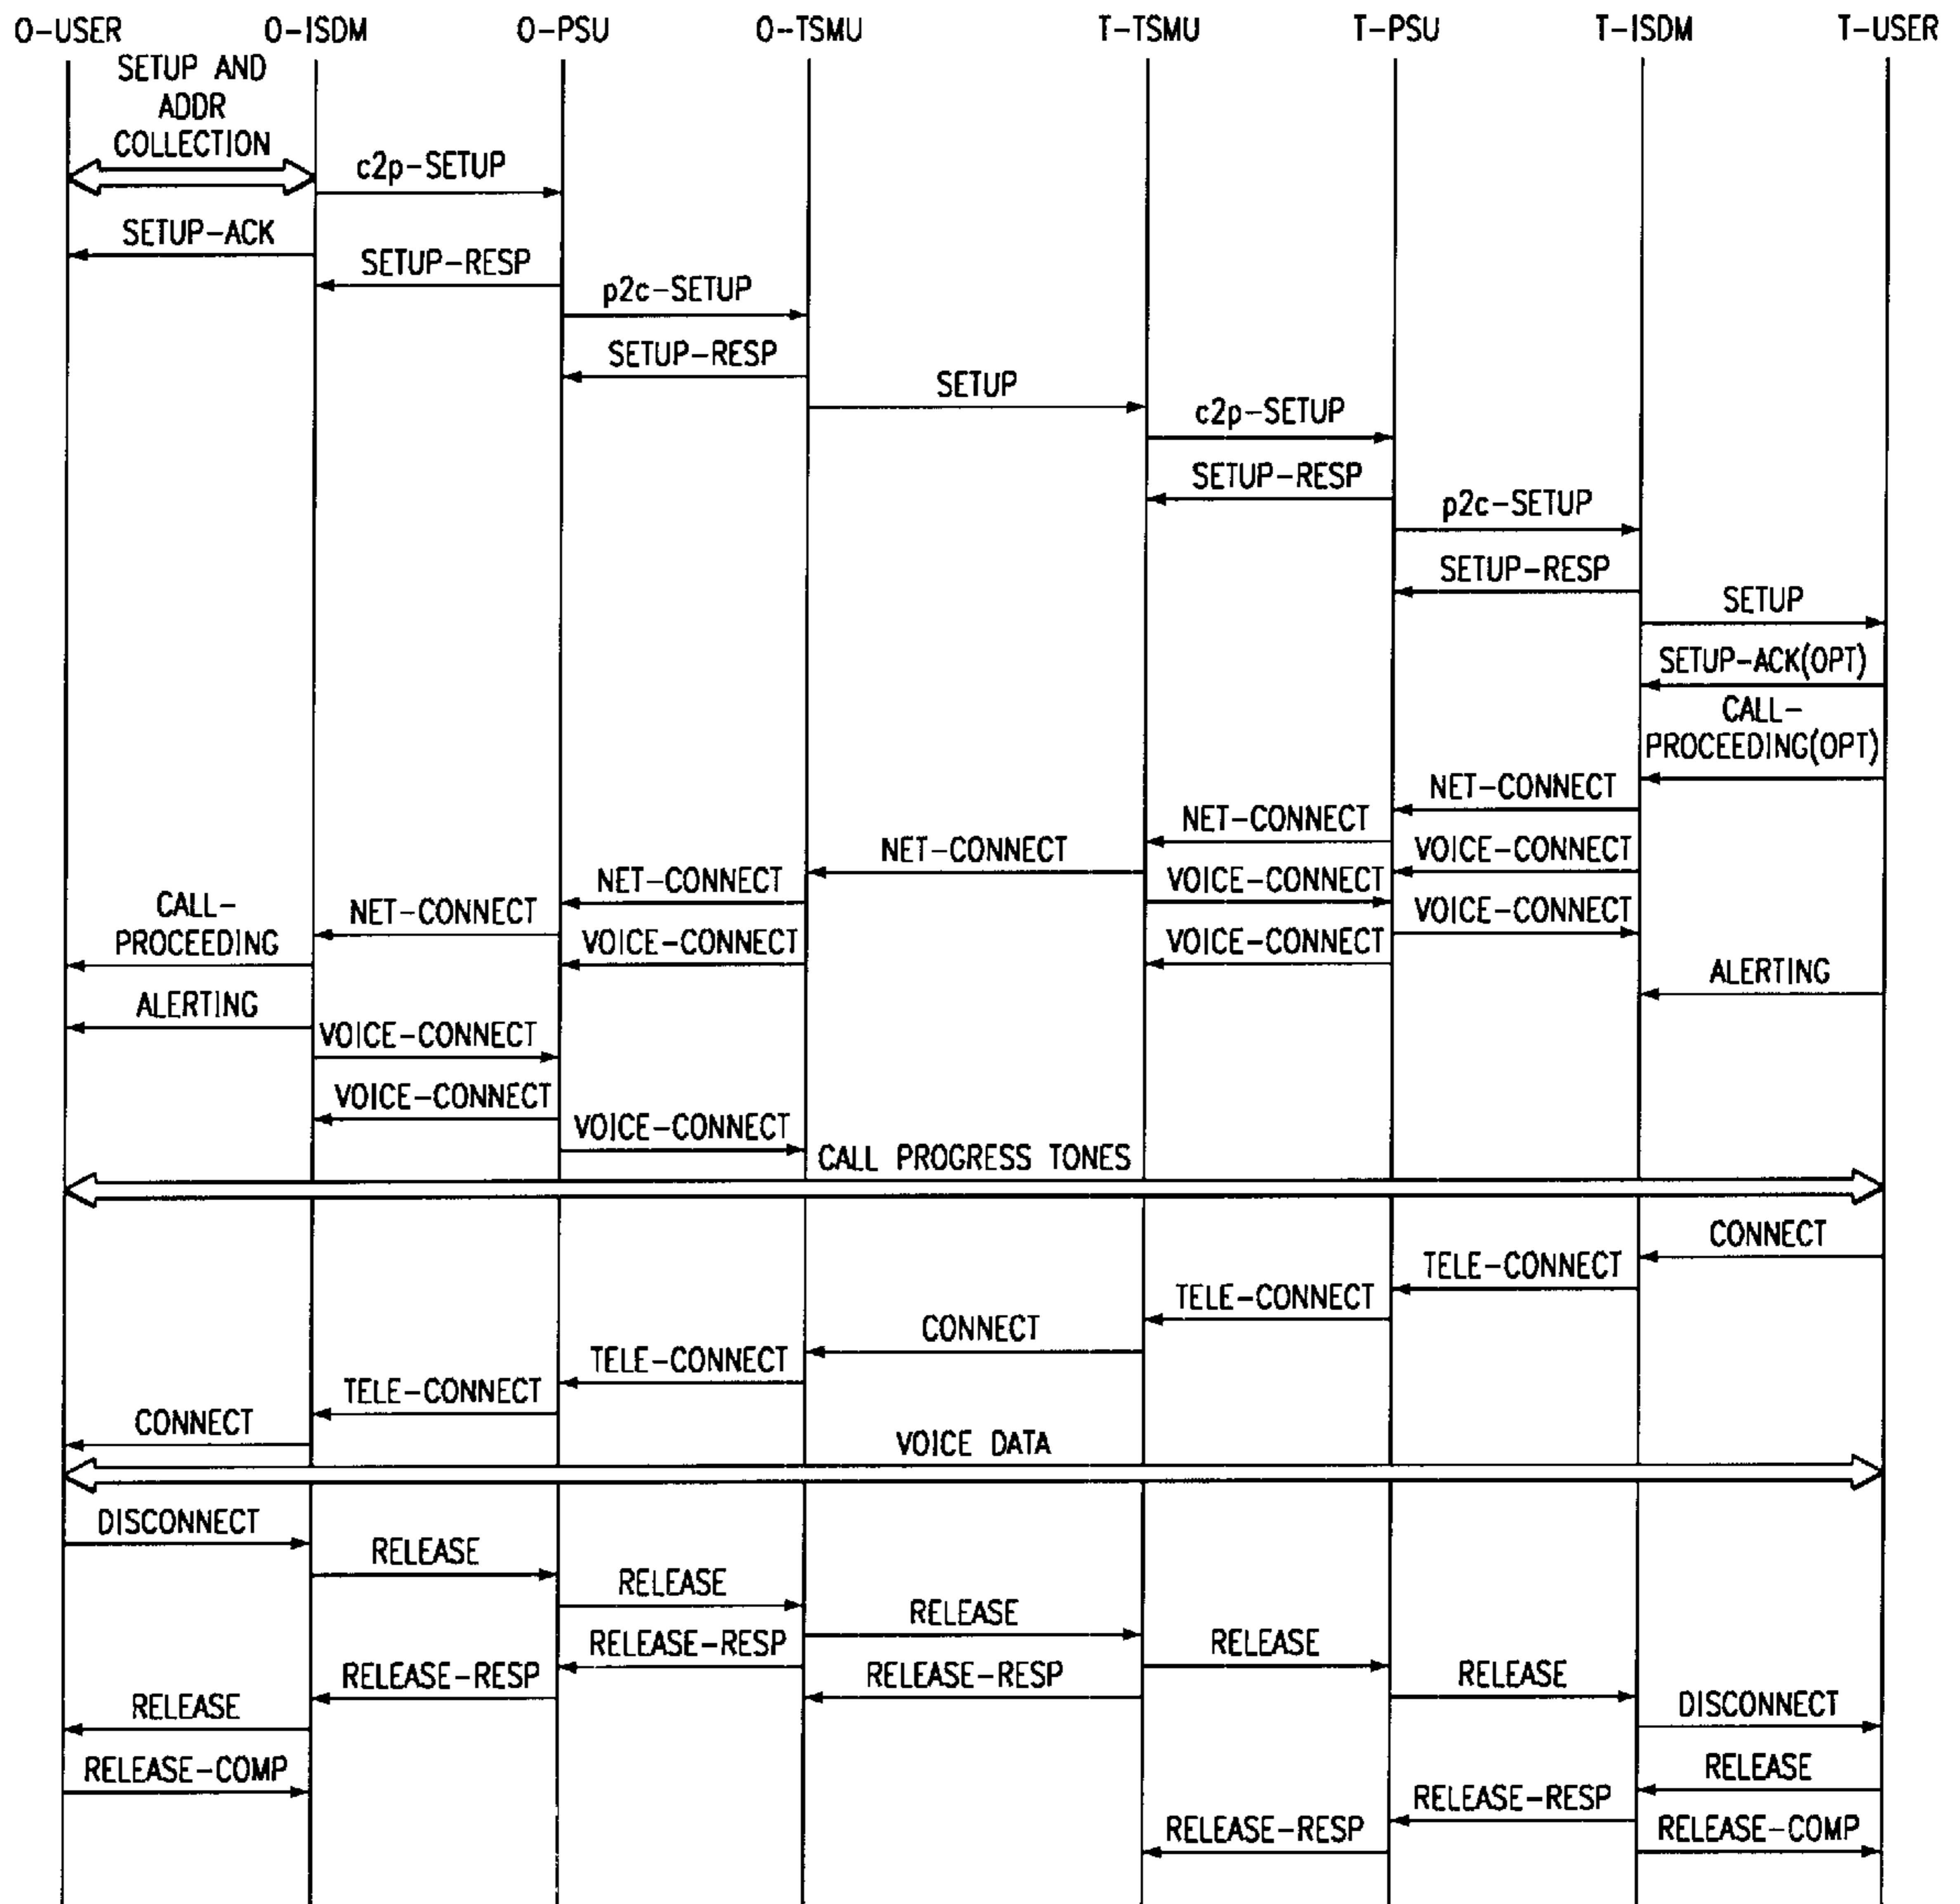 O-USER O-ISDM O-PSU O-TSMU T-TSMU T-PSU T-ISDM T-USER
SETUP AND
ADDR
COLLECTION
c2p-SETUP
SETUP-ACK
SETUP-RESP
p2c-SETUP
SETUP-RESP
SETUP
c2p-SETUP
SETUP-RESP
p2c-SETUP
SETUP-RESP
SETUP
SETUP-ACK(OPT)
CALL-
PROCEEDING(OPT)
NET-CONNECT
NET-CONNECT
NET-CONNECT
VOICE-CONNECT
NET-CONNECT
VOICE-CONNECT
CALL-
PROCEEDING
NET-CONNECT
VOICE-CONNECT
VOICE-CONNECT
VOICE-CONNECT
ALERTING
ALERTING
VOICE-CONNECT
VOICE-CONNECT
VOICE-CONNECT
CALL PROGRESS TONES
CONNECT
TELE-CONNECT
TELE-CONNECT
CONNECT
TELE-CONNECT
TELE-CONNECT
CONNECT
VOICE DATA
DISCONNECT
RELEASE
RELEASE
RELEASE
RELEASE-RESP
RELEASE
RELEASE-RESP
RELEASE-RESP
RELEASE
RELEASE
DISCONNECT
RELEASE-COMP
RELEASE
RELEASE-RESP
RELEASE-RESP
RELEASE-COMP